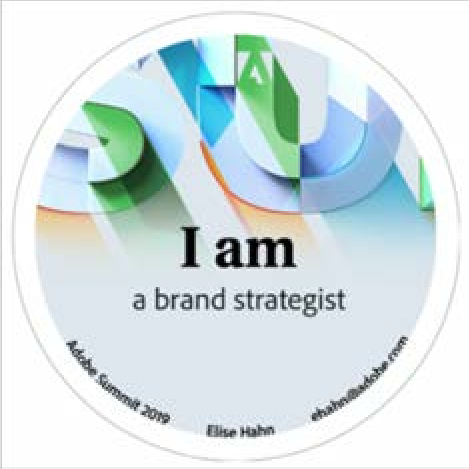 I am
a brand strategist
Adobe Summit 2019
Elise Hahn
ehahn@adobe.com